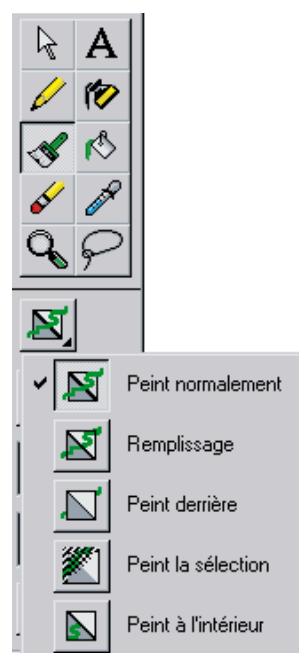 A
Peint normalement
Remplissage
Peint derrière
Peint la sélection
Peint à l'intérieur